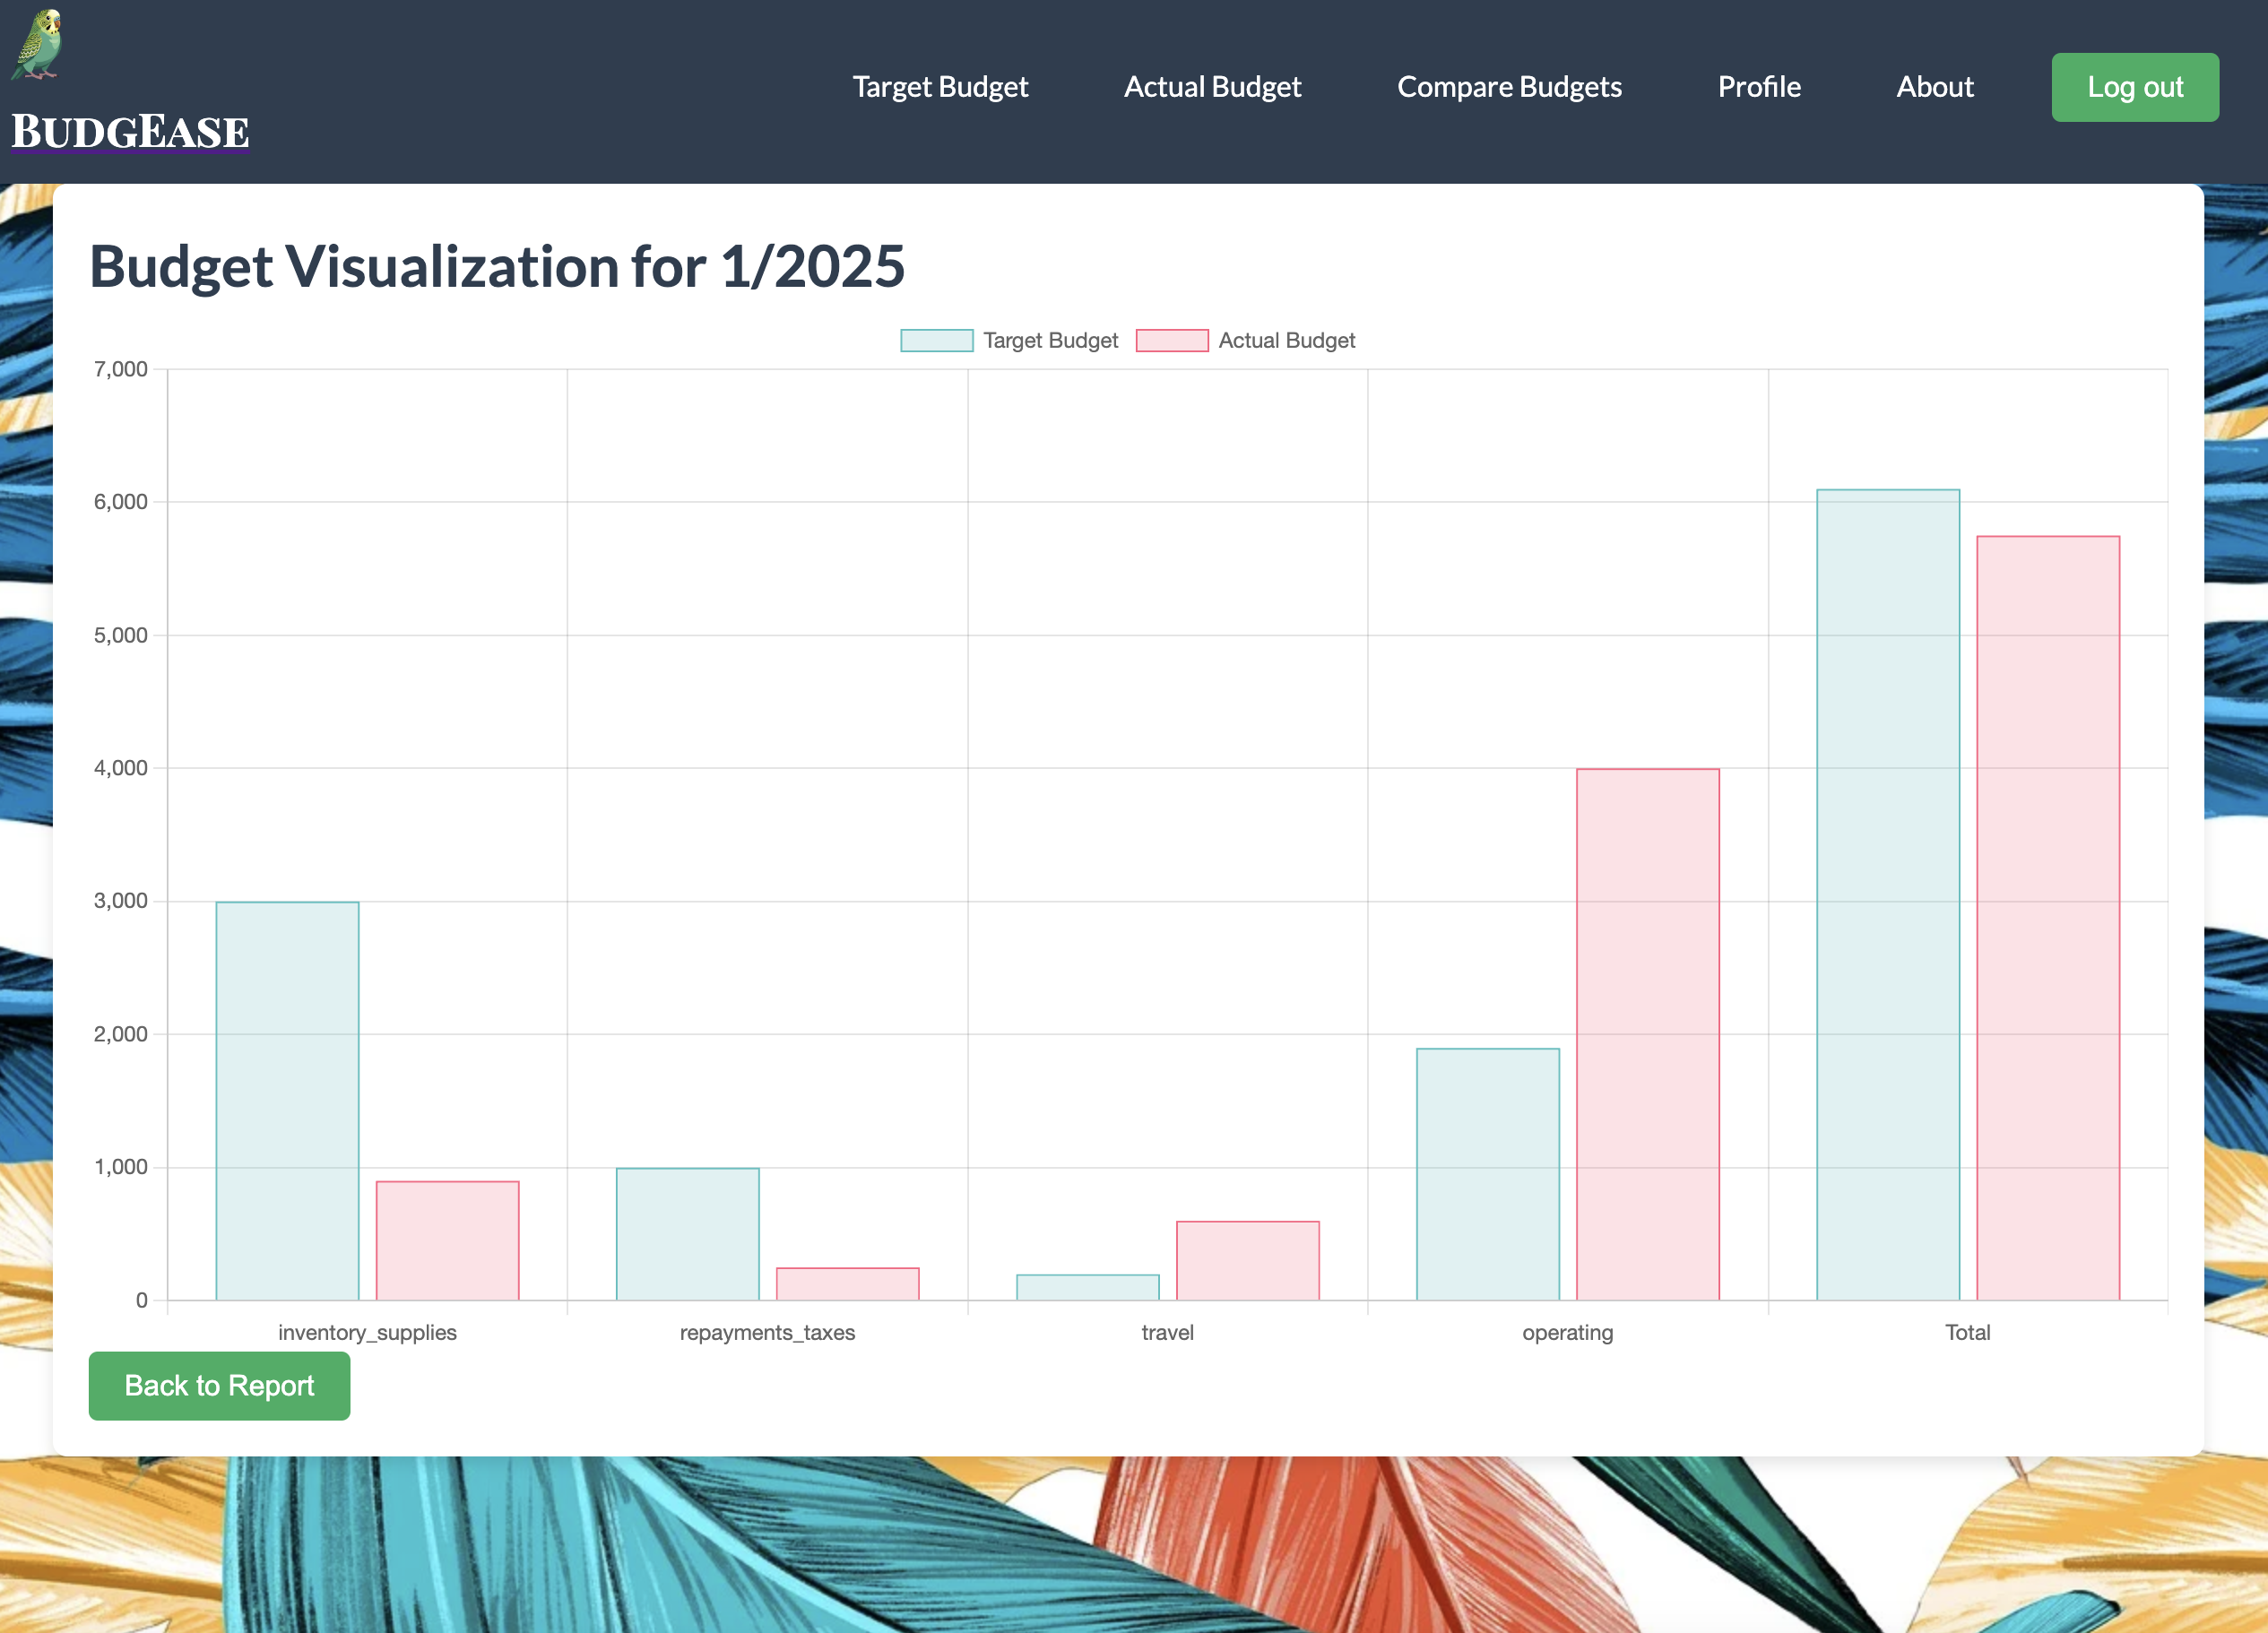 BUDGEASE
Target Budget Actual Budget Compare Budgets Profile About Log out
Budget Visualization for 1/2025
Target Budget Actual Budget
7,000
6,000
5,000
4,000
3,000
2,000
1,000
0
inventory_supplies repayments_taxes travel operating Total
Back to Report